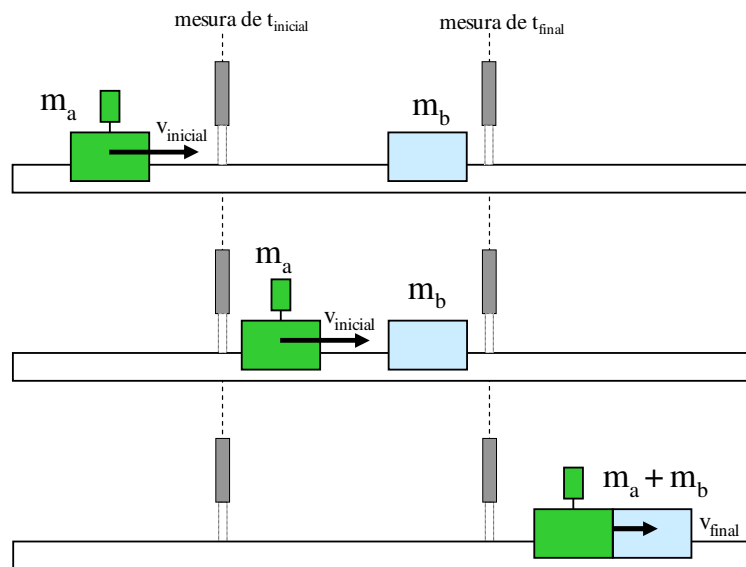 mesura de t_inicial
mesura de t_final
m_a
v_inicial
m_b
m_a
v_inicial
m_b
m_a + m_b
v_final